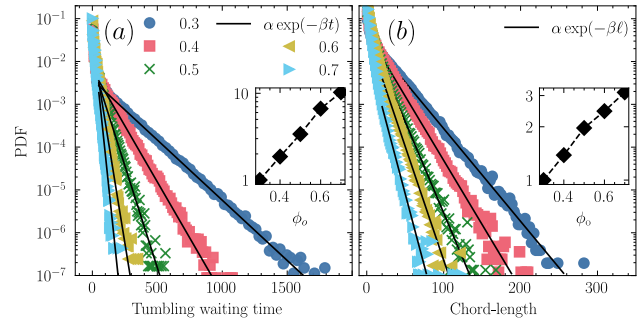 (a)
0.3
α exp(−βt)
0.4
0.6
0.5
0.7
(b)
α exp(−βℓ)
PDF
10⁻¹
10⁻²
10⁻³
10⁻⁴
10⁻⁵
10⁻⁶
10⁻⁷
10
1
0.4 0.6
ϕₒ
3
2
1
0.4 0.6
ϕₒ
0 500 1000 1500
0 100 200 300
Tumbling waiting time
Chord-length